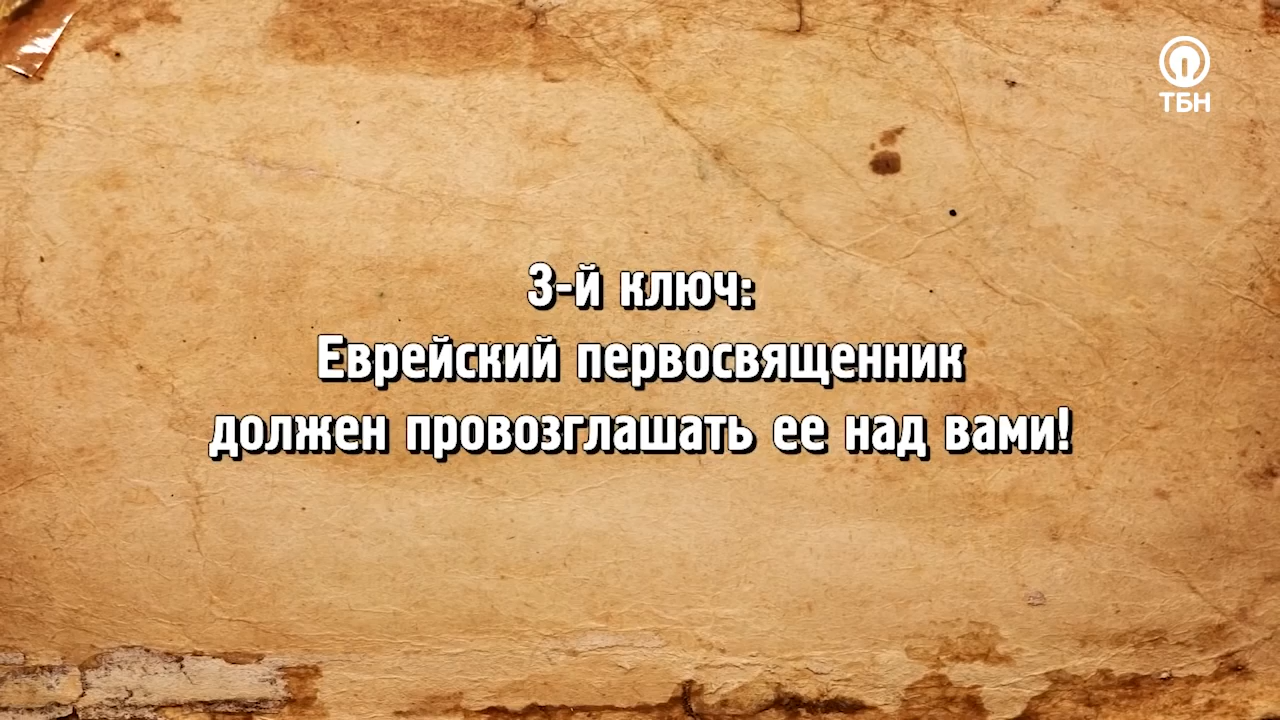 ТБН
3-й ключ:
Еврейский первосвященник
должен провозглашать ее над вами!